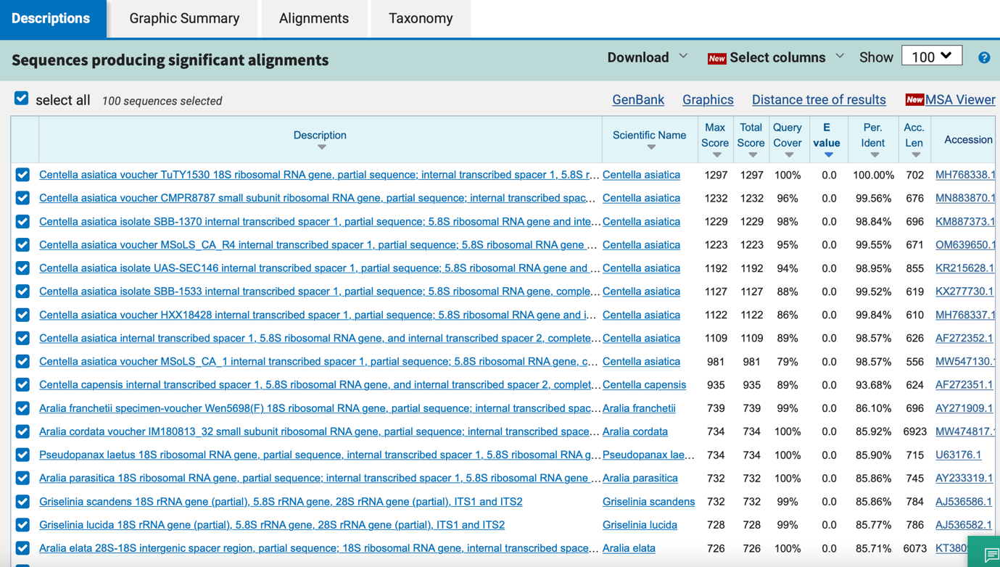 Descriptions Graphic Summary Alignments Taxonomy
Sequences producing significant alignments Download New Select columns Show 100 ?
select all 100 sequences selected GenBank Graphics Distance tree of results New MSA Viewer
Description Scientific Name Max Score Total Score Query Cover E value Per. Ident Acc. Len Accession
Centella asiatica voucher TuTY1530 18S ribosomal RNA gene, partial sequence; internal transcribed spacer 1, 5.8S r... Centella asiatica 1297 1297 100% 0.0 100.00% 702 MH768338.1
Centella asiatica voucher CMPR8787 small subunit ribosomal RNA gene, partial sequence; internal transcribed spac... Centella asiatica 1232 1232 96% 0.0 99.56% 676 MN883870.1
Centella asiatica isolate SBB-1370 internal transcribed spacer 1, partial sequence; 5.8S ribosomal RNA gene and inte... Centella asiatica 1229 1229 98% 0.0 98.84% 696 KM887373.1
Centella asiatica voucher MSoLS_CA_R4 internal transcribed spacer 1, partial sequence; 5.8S ribosomal RNA gene ... Centella asiatica 1223 1223 95% 0.0 99.55% 671 OM639650.1
Centella asiatica isolate UAS-SEC146 internal transcribed spacer 1, partial sequence; 5.8S ribosomal RNA gene and ... Centella asiatica 1192 1192 94% 0.0 98.95% 855 KR215628.1
Centella asiatica isolate SBB-1533 internal transcribed spacer 1, partial sequence; 5.8S ribosomal RNA gene, comple... Centella asiatica 1127 1127 88% 0.0 99.52% 619 KX277730.1
Centella asiatica voucher HXX18428 internal transcribed spacer 1, partial sequence; 5.8S ribosomal RNA gene and i... Centella asiatica 1122 1122 86% 0.0 99.84% 610 MH768337.1
Centella asiatica internal transcribed spacer 1, 5.8S ribosomal RNA gene, and internal transcribed spacer 2, complete... Centella asiatica 1109 1109 89% 0.0 98.57% 626 AF272352.1
Centella asiatica voucher MSoLS_CA_1 internal transcribed spacer 1, partial sequence; 5.8S ribosomal RNA gene, c... Centella asiatica 981 981 79% 0.0 98.57% 556 MW547130.
Centella capensis internal transcribed spacer 1, 5.8S ribosomal RNA gene, and internal transcribed spacer 2, complet... Centella capensis 935 935 89% 0.0 93.68% 624 AF272351.1
Aralia franchetii specimen-voucher Wen5698(F) 18S ribosomal RNA gene, partial sequence; internal transcribed spac... Aralia franchetii 739 739 99% 0.0 86.10% 696 AY271909.1
Aralia cordata voucher IM180813_32 small subunit ribosomal RNA gene, partial sequence; internal transcribed space... Aralia cordata 734 734 100% 0.0 85.92% 6923 MW474817.
Pseudopanax laetus 18S ribosomal RNA gene, partial sequence, internal transcribed spacer 1, 5.8S ribosomal RNA g... Pseudopanax lae... 734 734 100% 0.0 85.90% 715 U63176.1
Aralia parasitica 18S ribosomal RNA gene, partial sequence; internal transcribed spacer 1, 5.8S ribosomal RNA gene ... Aralia parasitica 732 732 100% 0.0 85.86% 745 AY233319.1
Griselinia scandens 18S rRNA gene (partial), 5.8S rRNA gene, 28S rRNA gene (partial), ITS1 and ITS2 Griselinia scandens 732 732 99% 0.0 85.86% 784 AJ536586.1
Griselinia lucida 18S rRNA gene (partial), 5.8S rRNA gene, 28S rRNA gene (partial), ITS1 and ITS2 Griselinia lucida 728 728 99% 0.0 85.77% 786 AJ536582.1
Aralia elata 28S-18S intergenic spacer region, partial sequence; 18S ribosomal RNA gene, internal transcribed space... Aralia elata 726 726 100% 0.0 85.71% 6073 KT380